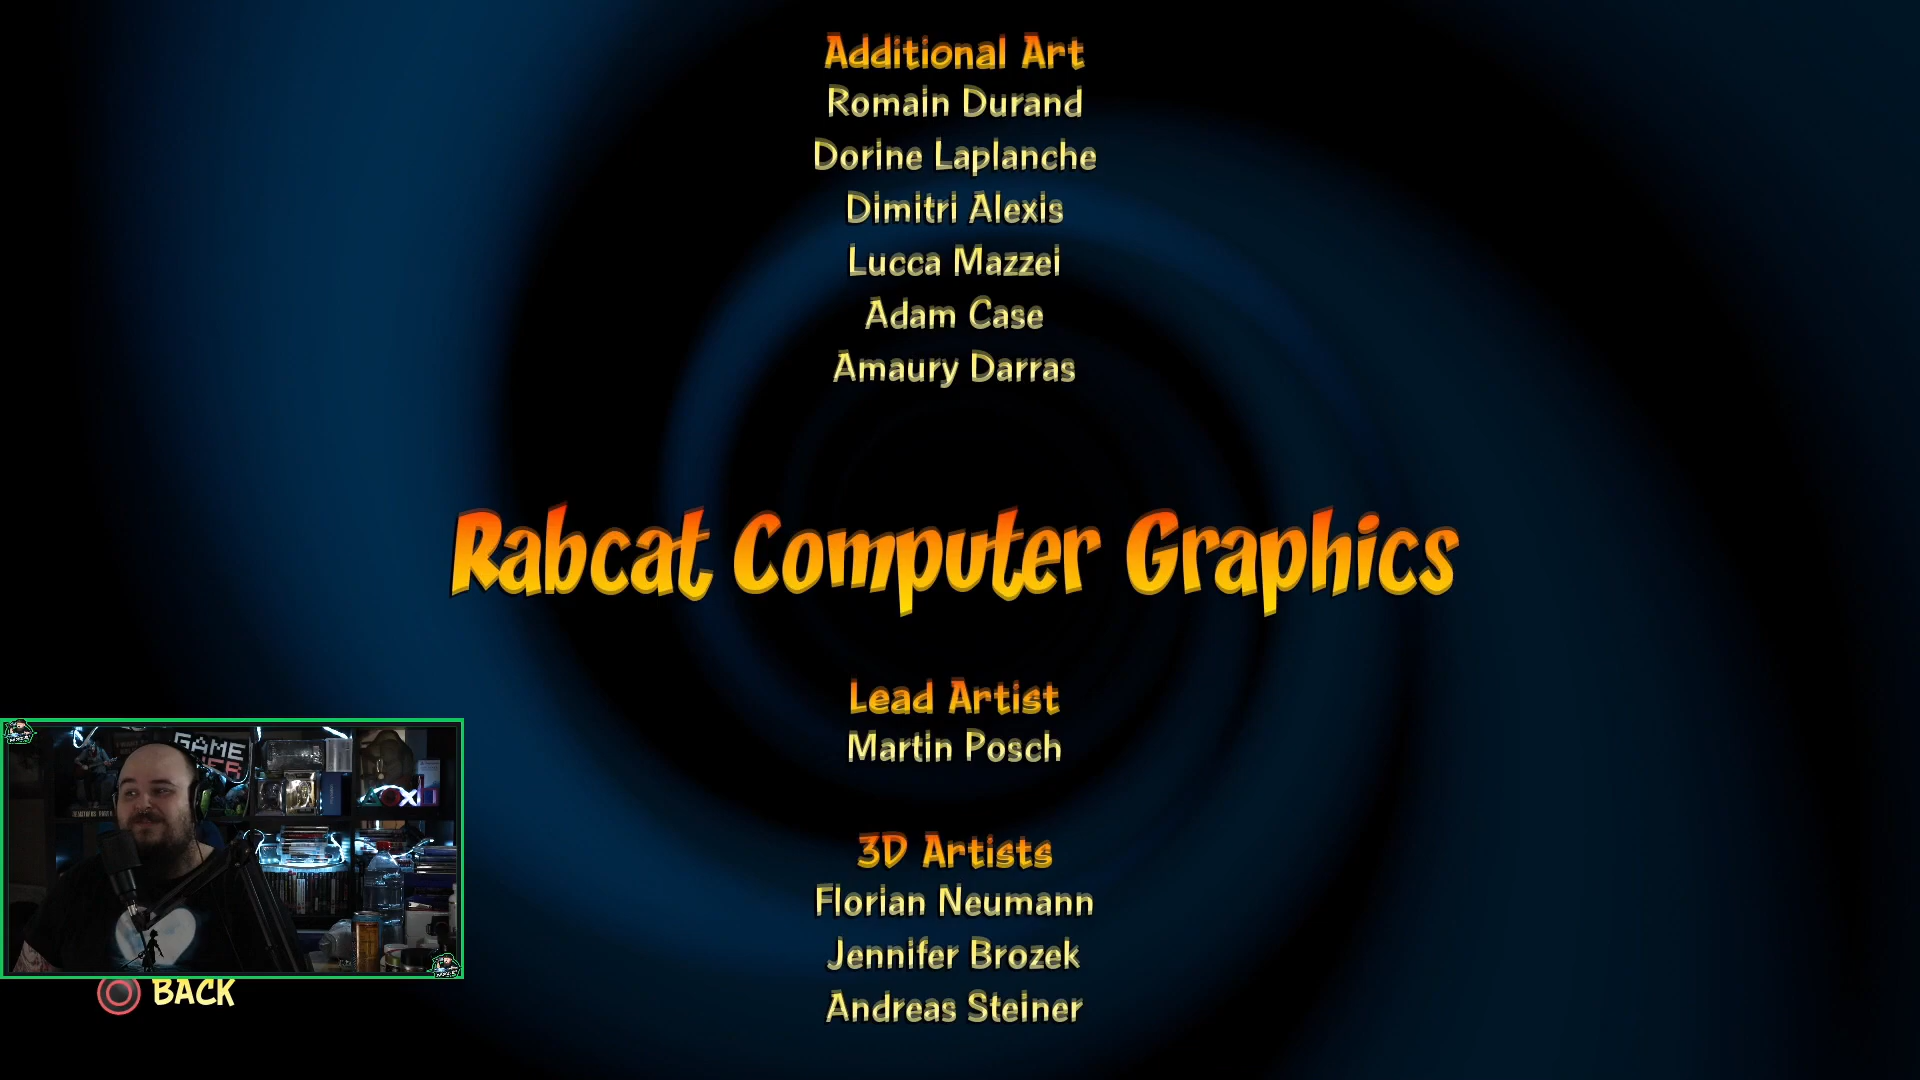 Additional Art
Romain Durand
Dorine Laplanche
Dimitri Alexis
Lucca Mazzei
Adam Case
Amaury Darras
Rabcat Computer Graphics
Lead Artist
Martin Posch
3D Artists
Florian Neumann
Jennifer Brozek
Andreas Steiner
GAME
BACK